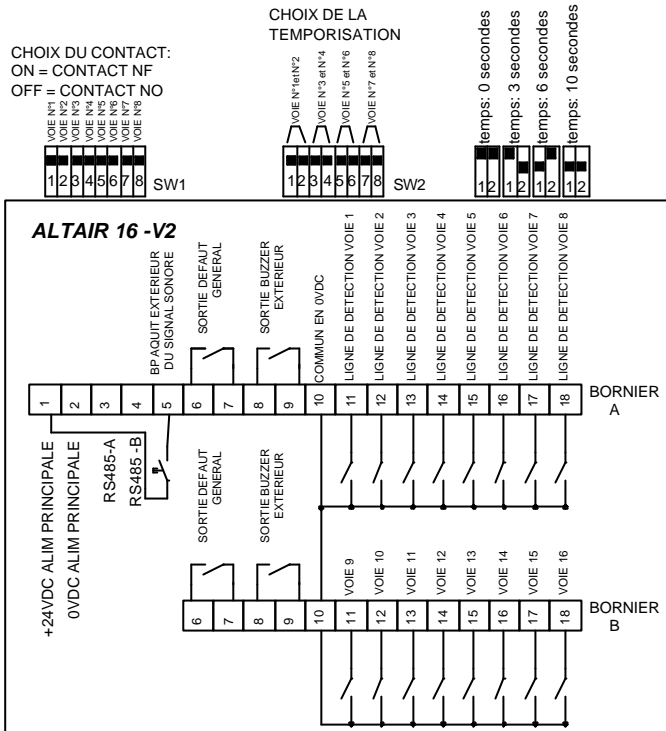 CHOIX DU CONTACT:
ON = CONTACT NF
OFF = CONTACT NO
VOIE N°1
VOIE N°2
VOIE N°3
VOIE N°4
VOIE N°5
VOIE N°6
VOIE N°7
VOIE N°8
1 2 3 4 5 6 7 8
SW1
CHOIX DE LA
TEMPORISATION
VOIE N°1et N°2
VOIE N°3 et N°4
VOIE N°5 et N°6
VOIE N°7 et N°8
1 2 3 4 5 6 7 8
SW2
temps: 0 secondes
temps: 3 secondes
temps: 6 secondes
temps: 10 secondes
1 2 1 2 1 2 1 2
ALTAIR 16 -V2
BP AQUIT EXTERIEUR
DU SIGNAL SONORE
SORTIE DEFAUT
GENERAL
SORTIE BUZZER
EXTERIEUR
COMMUN EN 0VDC
LIGNE DE DETECTION VOIE 1
LIGNE DE DETECTION VOIE 2
LIGNE DE DETECTION VOIE 3
LIGNE DE DETECTION VOIE 4
LIGNE DE DETECTION VOIE 5
LIGNE DE DETECTION VOIE 6
LIGNE DE DETECTION VOIE 7
LIGNE DE DETECTION VOIE 8
1 2 3 4 5 6 7 8 9 10 11 12 13 14 15 16 17 18
BORNIER
A
+24VDC ALIM PRINCIPALE
0VDC ALIM PRINCIPALE
RS485-A
RS485 -B
SORTIE DEFAUT
GENERAL
SORTIE BUZZER
EXTERIEUR
VOIE 9
VOIE 10
VOIE 11
VOIE 12
VOIE 13
VOIE 14
VOIE 15
VOIE 16
6 7 8 9 10 11 12 13 14 15 16 17 18
BORNIER
B